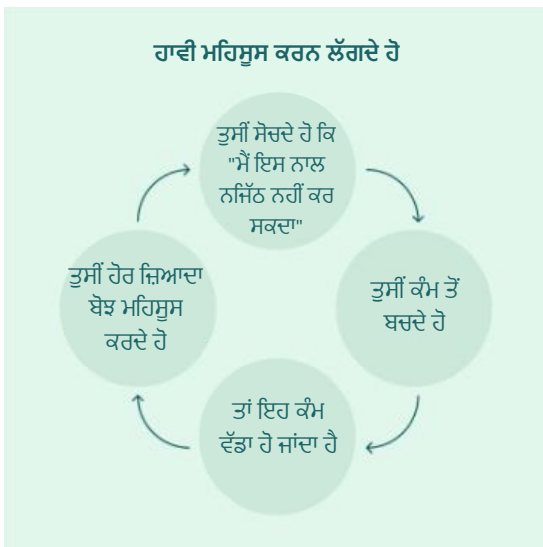 ਹਾਵੀ ਮਹਿਸੂਸ ਕਰਨ ਲੱਗਦੇ ਹੋ
ਤੁਸੀਂ ਸੋਚਦੇ ਹੋ ਕਿ
"ਮੈਂ ਇਸ ਨਾਲ
ਨਜਿੱਠ ਨਹੀਂ ਕਰ
ਸਕਦਾ"
ਤੁਸੀਂ ਕੰਮ ਤੋਂ
ਬਚਦੇ ਹੋ
ਤਾਂ ਇਹ ਕੰਮ
ਵੱਡਾ ਹੋ ਜਾਂਦਾ ਹੈ
ਤੁਸੀਂ ਹੋਰ ਜ਼ਿਆਦਾ
ਬੋਝ ਮਹਿਸੂਸ
ਕਰਦੇ ਹੋ